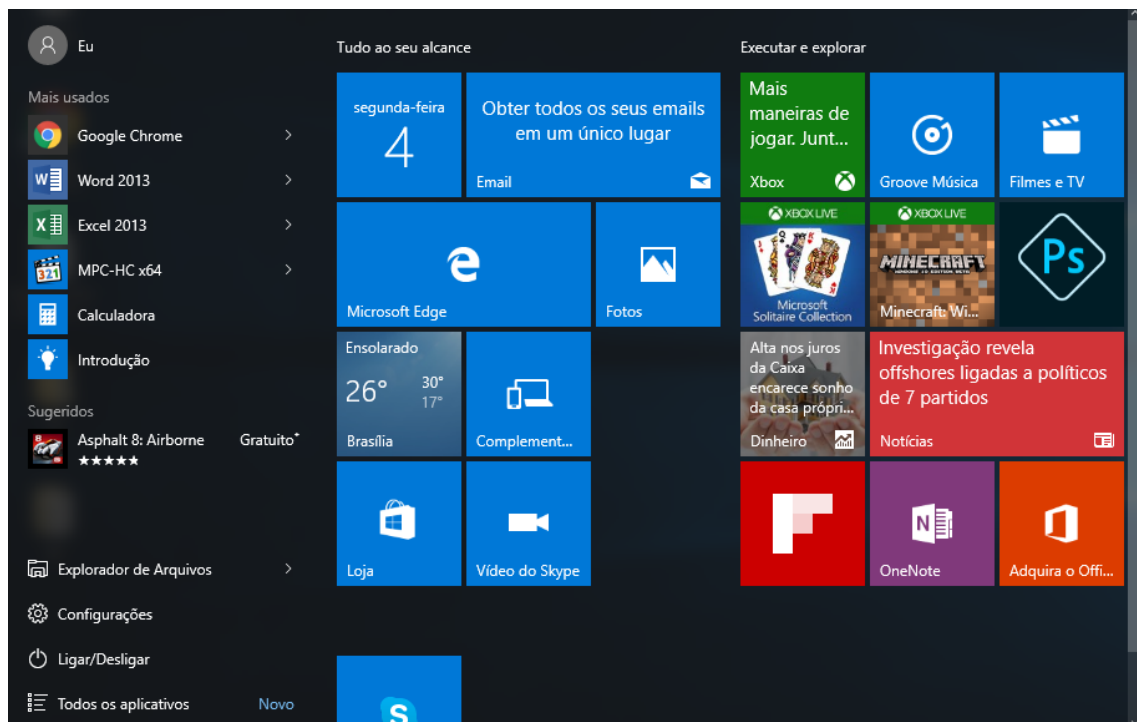 Eu
Mais usados
Google Chrome
Word 2013
Excel 2013
MPC-HC x64
Calculadora
Introdução
Sugeridos
Asphalt 8: Airborne Gratuito*
Explorador de Arquivos
Configurações
Ligar/Desligar
Todos os aplicativos Novo
Tudo ao seu alcance
segunda-feira
4
Obter todos os seus emails
em um único lugar
Email
Microsoft Edge
Fotos
Ensolarado
26° 30°
17°
Brasília
Complement...
Loja
Vídeo do Skype
Executar e explorar
Mais
maneiras de
jogar. Junt...
Xbox
Groove Música
Filmes e TV
XBOX LIVE
Microsoft
Solitaire Collection
XBOX LIVE
MINECRAFT
WINDOWS 10 EDITION BETA
Minecraft: Wi...
Ps
Alta nos juros
da Caixa
encarece sonho
da casa própri...
Dinheiro
Investigação revela
offshores ligadas a políticos
de 7 partidos
Notícias
OneNote
Adquira o Offi...